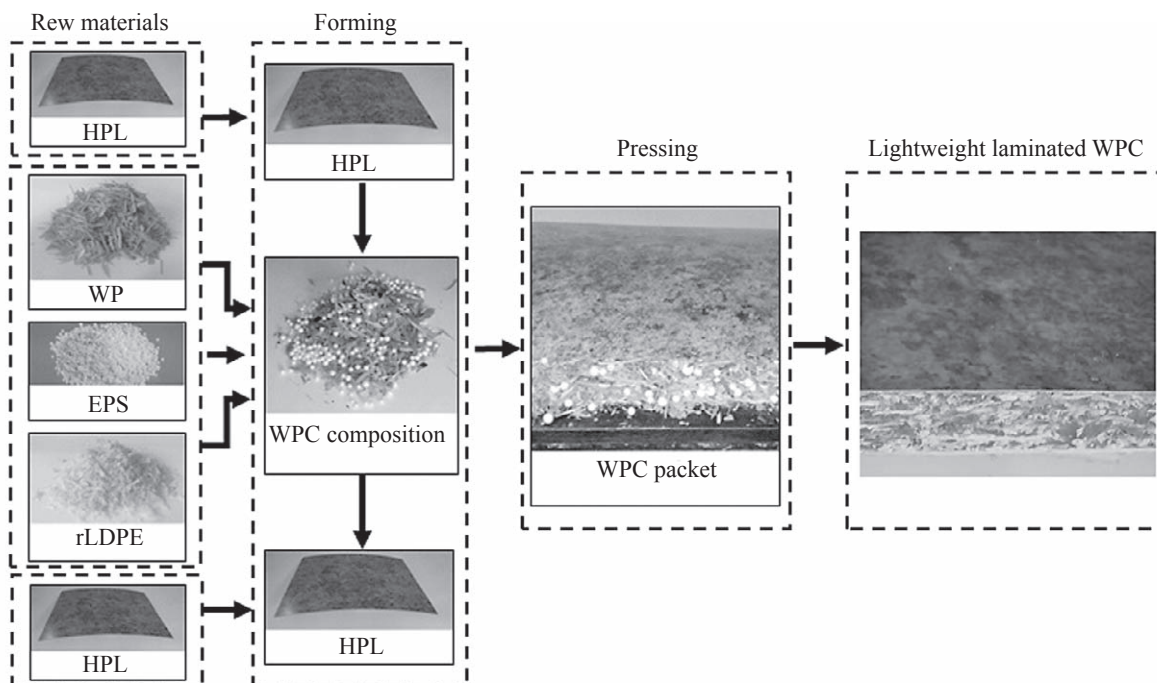 Rew materials
HPL
WP
EPS
rLDPE
HPL
Forming
HPL
WPC composition
HPL
Pressing
WPC packet
Lightweight laminated WPC